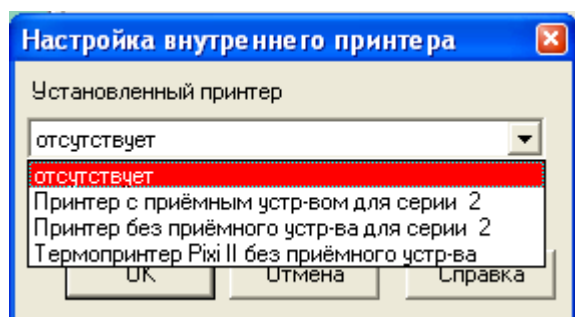 Настройка внутреннего принтера
Установленный принтер
отсутствует
отсутствует
Принтер с приёмным устр-вом для серии 2
Принтер без приёмного устр-ва для серии 2
Термопринтер Pixi II без приёмного устр-ва
OK Отмена Справка